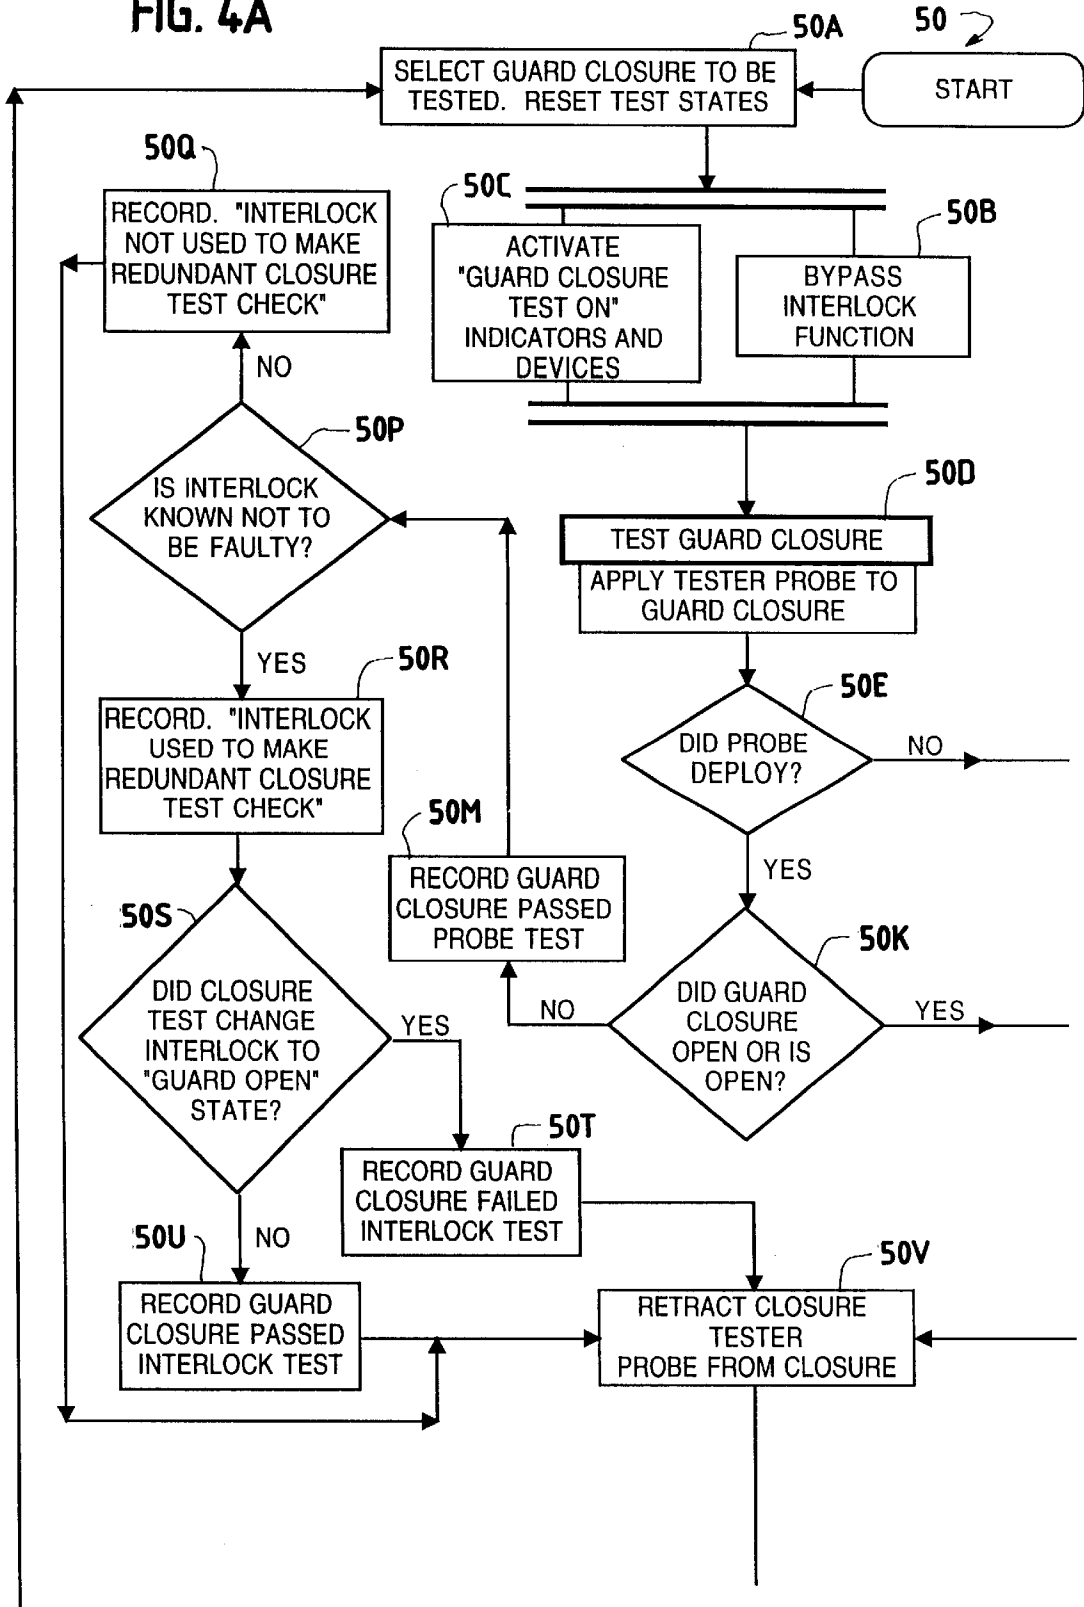 FIG. 4A
50A
50
SELECT GUARD CLOSURE TO BE
TESTED. RESET TEST STATES
START
50Q
RECORD. "INTERLOCK
NOT USED TO MAKE
REDUNDANT CLOSURE
TEST CHECK"
50C
ACTIVATE
"GUARD CLOSURE
TEST ON"
INDICATORS AND
DEVICES
50B
BYPASS
INTERLOCK
FUNCTION
NO
50P
IS INTERLOCK
KNOWN NOT TO
BE FAULTY?
50D
TEST GUARD CLOSURE
APPLY TESTER PROBE TO
GUARD CLOSURE
YES
50R
RECORD. "INTERLOCK
USED TO MAKE
REDUNDANT CLOSURE
TEST CHECK"
50E
DID PROBE
DEPLOY?
NO
YES
50M
RECORD GUARD
CLOSURE PASSED
PROBE TEST
50K
DID GUARD
CLOSURE
OPEN OR IS
OPEN?
NO
YES
50S
DID CLOSURE
TEST CHANGE
INTERLOCK TO
"GUARD OPEN"
STATE?
YES
50T
RECORD GUARD
CLOSURE FAILED
INTERLOCK TEST
NO
50U
RECORD GUARD
CLOSURE PASSED
INTERLOCK TEST
50V
RETRACT CLOSURE
TESTER
PROBE FROM CLOSURE